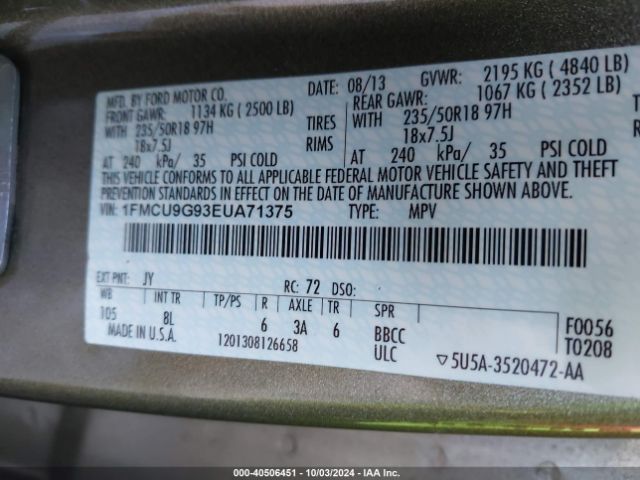 MFD. BY FORD MOTOR CO. DATE: 08/13 GVWR: 2195 KG ( 4840 LB)
FRONT GAWR: 1134 KG ( 2500 LB) REAR GAWR: 1067 KG ( 2352 LB)
WITH 235/50R18 97H TIRES WITH 235/50R18 97H
18x7.5J RIMS 18x7.5J
AT 240 kPa/ 35 PSI COLD AT 240 kPa/ 35 PSI COLD
THIS VEHICLE CONFORMS TO ALL APPLICABLE FEDERAL MOTOR VEHICLE SAFETY AND THEFT
PREVENTION STANDARDS IN EFFECT ON THE DATE OF MANUFACTURE SHOWN ABOVE.
VIN: 1FMCU9G93EUA71375 TYPE: MPV
EXT PNT: JY RC: 72 DSO:
WB INT TR TP/PS R AXLE TR SPR
105 8L 6 3A 6 BBCC F0056
MADE IN U.S.A. 1201308126658 ULC T0208
▽5U5A-3520472-AA
000-40506451 - 10/03/2024 - IAA Inc.